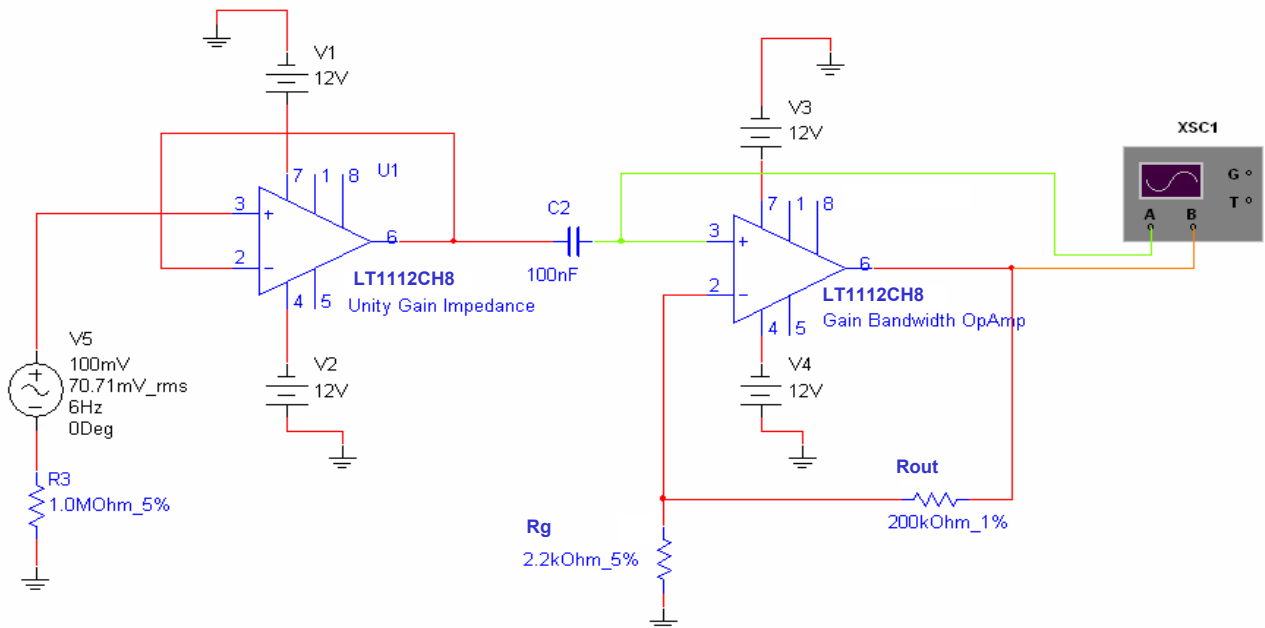 V1
12V
7 1 8 U1
3 +
2 −
6
4 5
LT1112CH8
Unity Gain Impedance
V2
12V
V5
100mV
70.71mV_rms
6Hz
0Deg
+
−
R3
1.0MOhm_5%
C2
100nF
V3
12V
7 1 8
3 +
2 −
6
4 5
LT1112CH8
Gain Bandwidth OpAmp
V4
12V
Rout
200kOhm_1%
Rg
2.2kOhm_5%
XSC1
G
T
A B